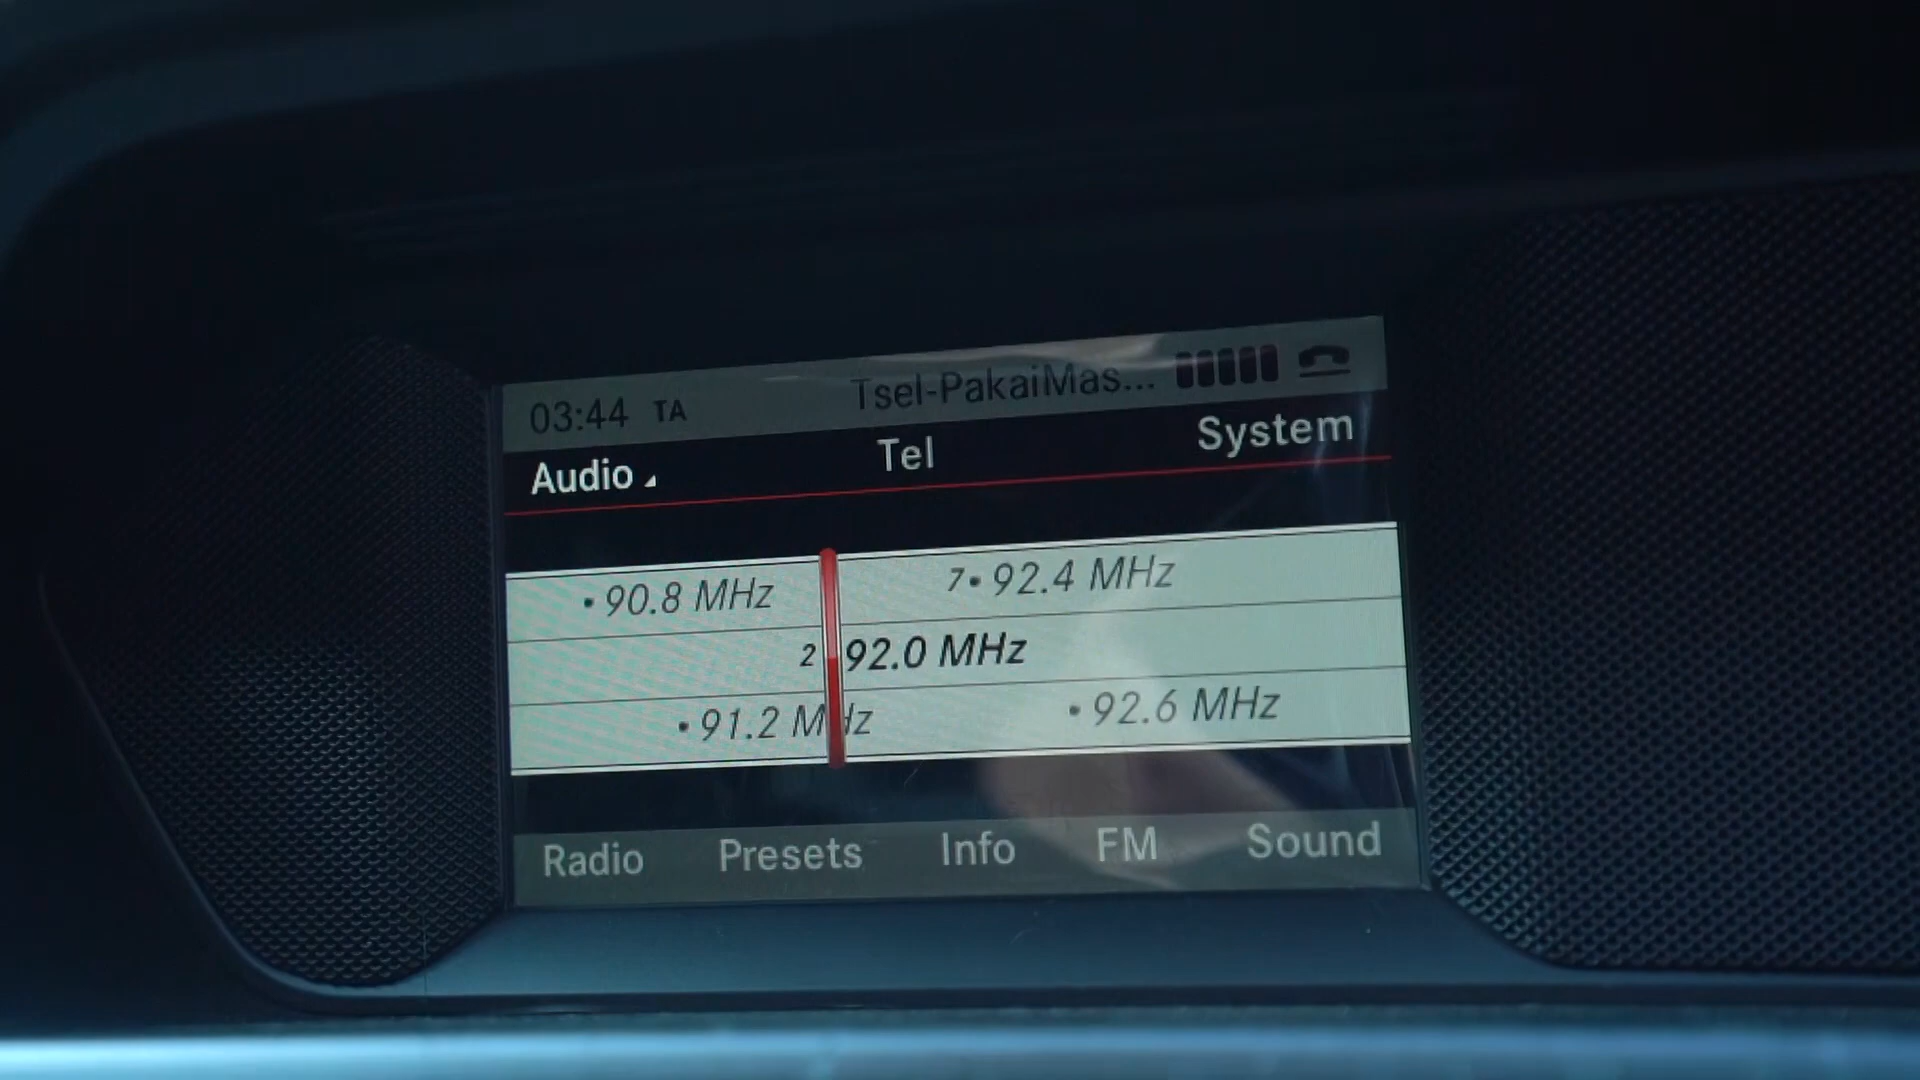 03:44 TA Tsel-PakaiMas...
Audio Tel System
•90.8 MHz 7•92.4 MHz
2 92.0 MHz
•91.2 MHz •92.6 MHz
Radio Presets Info FM Sound